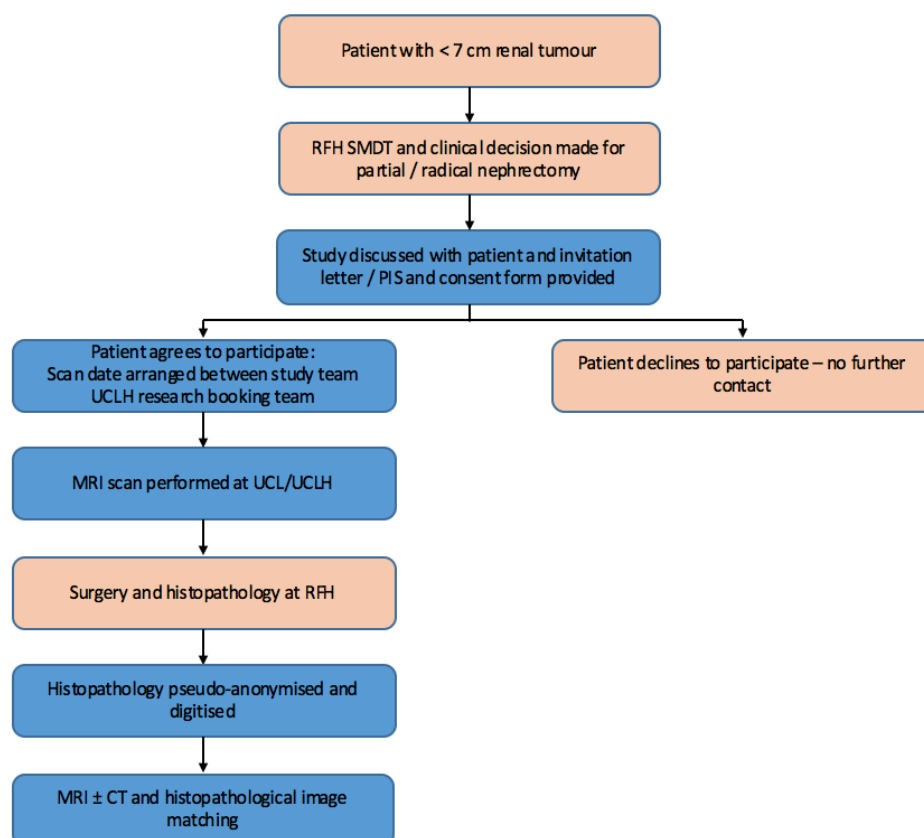 Patient with < 7 cm renal tumour
RFH SMDT and clinical decision made for
partial / radical nephrectomy
Study discussed with patient and invitation
letter / PIS and consent form provided
Patient agrees to participate:
Scan date arranged between study team
UCLH research booking team
Patient declines to participate – no further
contact
MRI scan performed at UCL/UCLH
Surgery and histopathology at RFH
Histopathology pseudo-anonymised and
digitised
MRI ± CT and histopathological image
matching